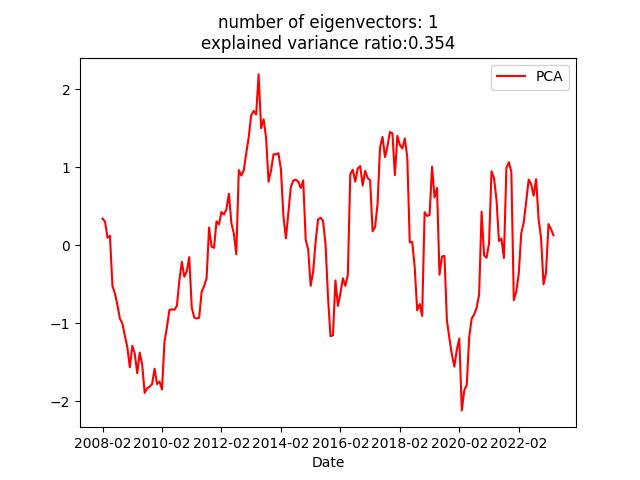 number of eigenvectors: 1
explained variance ratio:0.354
PCA
2
1
0
−1
−2
2008-02 2010-02 2012-02 2014-02 2016-02 2018-02 2020-02 2022-02
Date